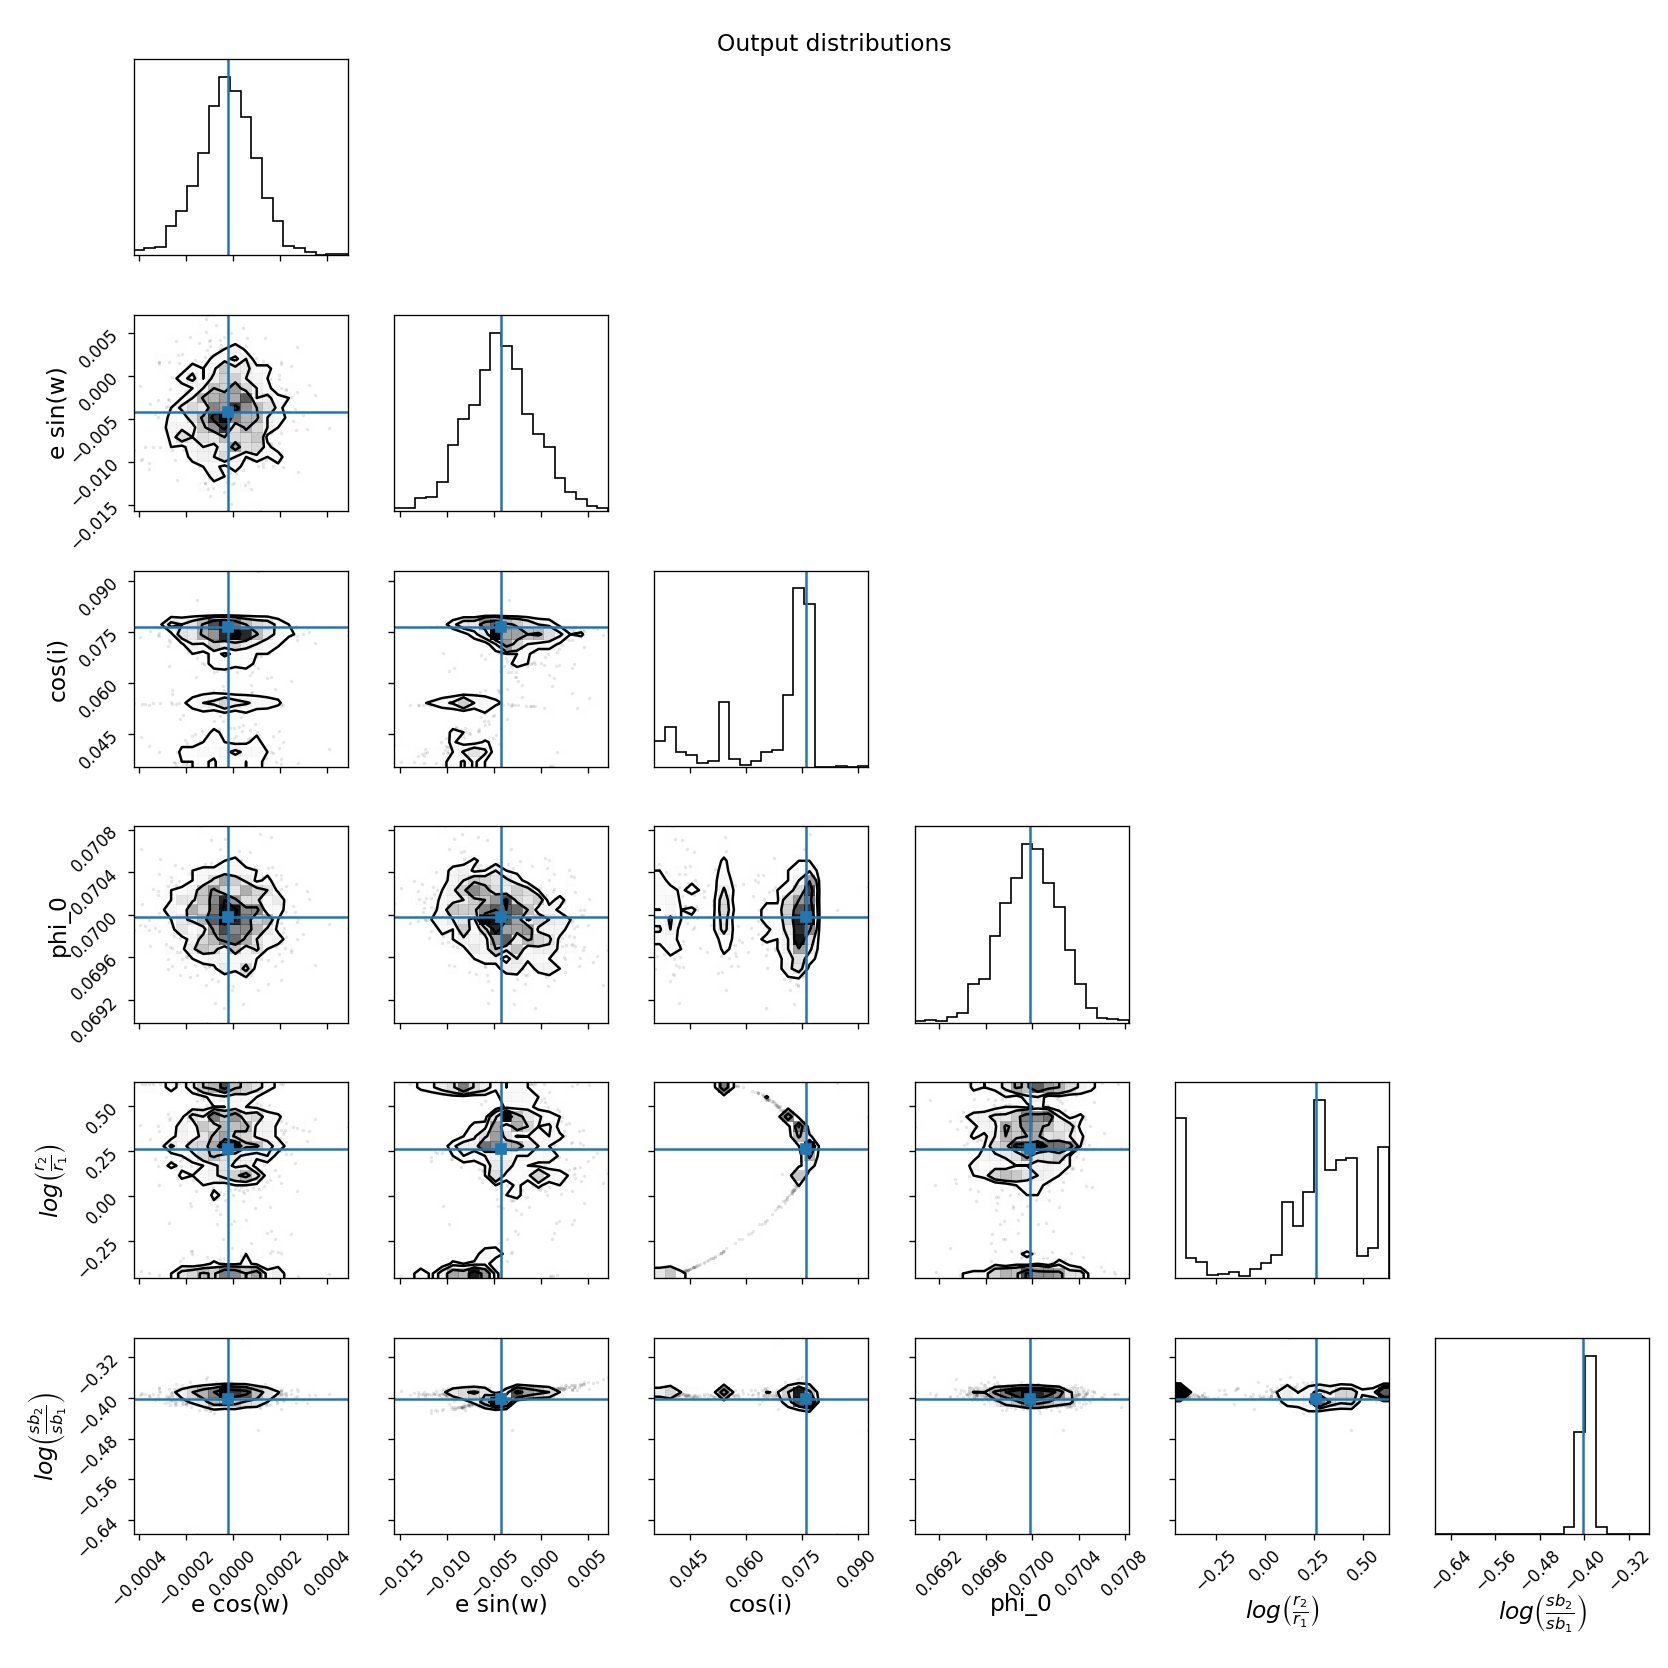 Output distributions
e sin(w)
0.005
0.000
−0.005
−0.010
−0.015
cos(i)
0.090
0.075
0.060
0.045
phi_0
0.0708
0.0704
0.0700
0.0696
0.0692
log(r₂/r₁)
0.50
0.25
0.00
−0.25
log(sb₂/sb₁)
−0.32
−0.40
−0.48
−0.56
−0.64
−0.0004 −0.0002 0.0000 0.0002 0.0004
−0.015 −0.010 −0.005 0.000 0.005
0.045 0.060 0.075 0.090
0.0692 0.0696 0.0700 0.0704 0.0708
−0.25 0.00 0.25 0.50
−0.64 −0.56 −0.48 −0.40 −0.32
e cos(w) e sin(w) cos(i) phi_0 log(r₂/r₁) log(sb₂/sb₁)